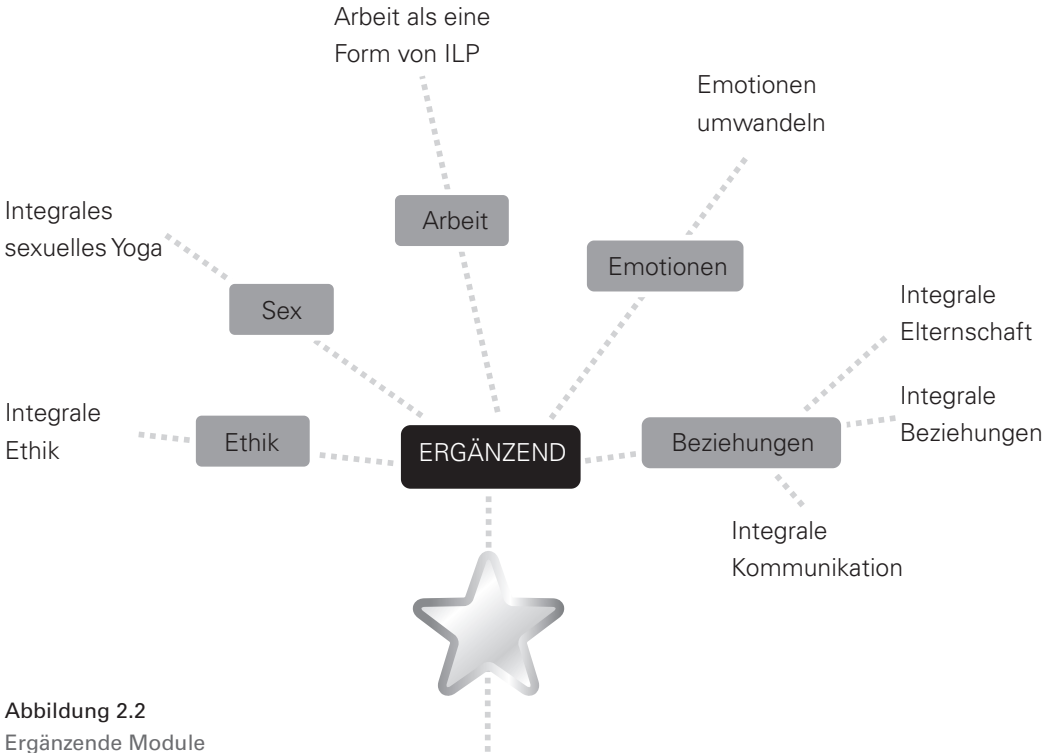 Arbeit als eine
Form von ILP
Emotionen
umwandeln
Arbeit
Integrales
sexuelles Yoga
Emotionen
Sex
Integrale
Elternschaft
Integrale
Beziehungen
Integrale
Ethik
Ethik
ERGÄNZEND
Beziehungen
Integrale
Kommunikation
Abbildung 2.2
Ergänzende Module